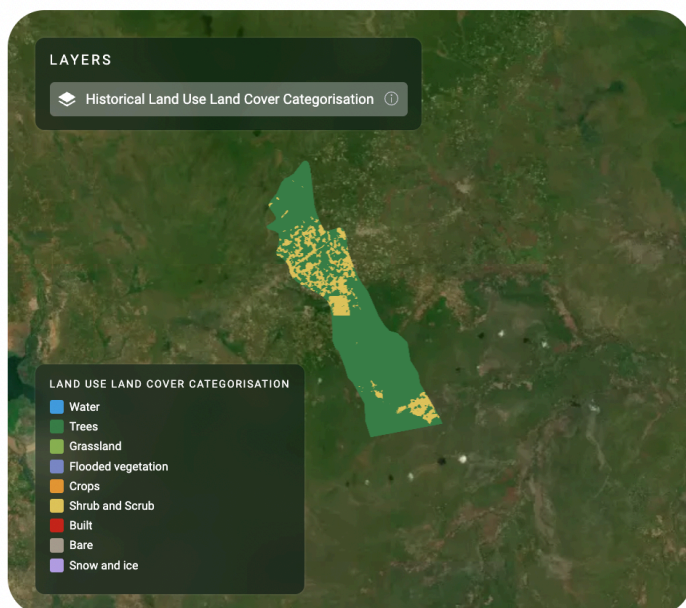 LAYERS
Historical Land Use Land Cover Categorisation
LAND USE LAND COVER CATEGORISATION
Water
Trees
Grassland
Flooded vegetation
Crops
Shrub and Scrub
Built
Bare
Snow and ice